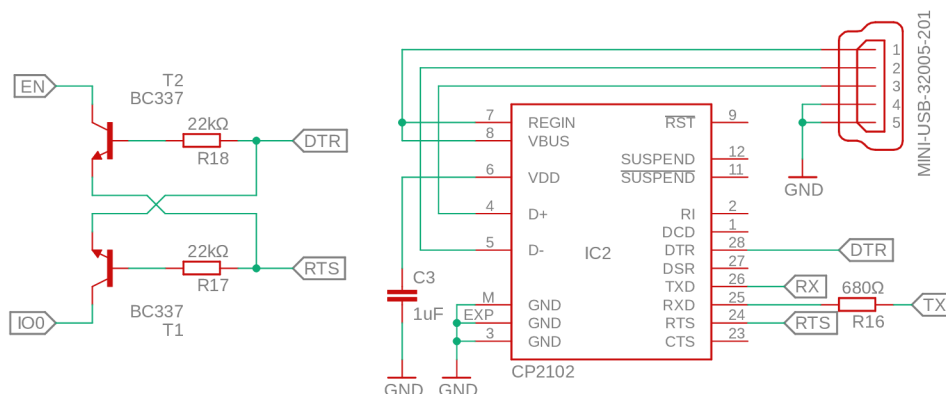 EN
T2
BC337
22kΩ
R18
DTR
22kΩ
R17
RTS
BC337
T1
IO0
C3
1uF
GND
GND
7 REGIN
8 VBUS
6 VDD
4 D+
5 D-
M GND
EXP GND
3 GND
IC2
CP2102
RST 9
SUSPEND 12
SUSPEND 11
RI 2
DCD 1
DTR 28
DSR 27
TXD 26
RXD 25
RTS 24
CTS 23
DTR
RX
680Ω
R16
TX
RTS
GND
1
2
3
4
5
MINI-USB-32005-201